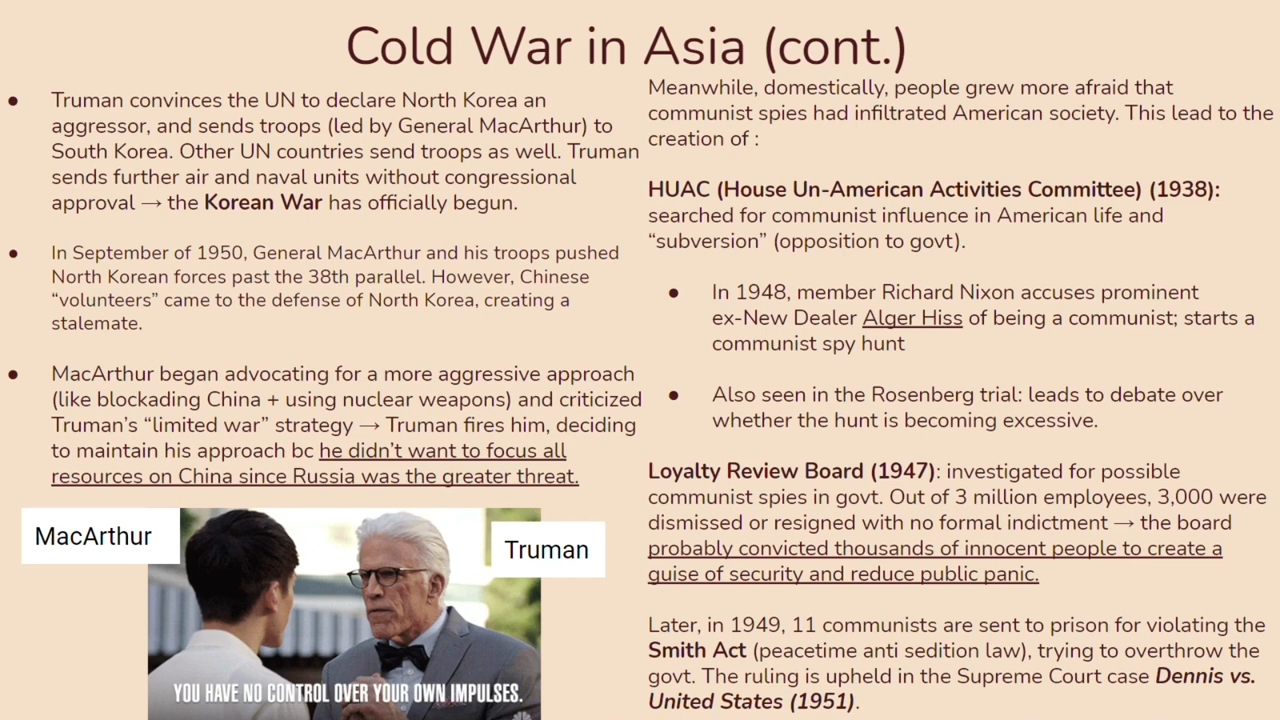 Cold War in Asia (cont.)
● Truman convinces the UN to declare North Korea an
aggressor, and sends troops (led by General MacArthur) to
South Korea. Other UN countries send troops as well. Truman
sends further air and naval units without congressional
approval → the Korean War has officially begun.
● In September of 1950, General MacArthur and his troops pushed
North Korean forces past the 38th parallel. However, Chinese
“volunteers” came to the defense of North Korea, creating a
stalemate.
● MacArthur began advocating for a more aggressive approach
(like blockading China + using nuclear weapons) and criticized
Truman’s “limited war” strategy → Truman fires him, deciding
to maintain his approach bc he didn’t want to focus all
resources on China since Russia was the greater threat.
MacArthur
Truman
YOU HAVE NO CONTROL OVER YOUR OWN IMPULSES.
Meanwhile, domestically, people grew more afraid that
communist spies had infiltrated American society. This lead to the
creation of :
HUAC (House Un-American Activities Committee) (1938):
searched for communist influence in American life and
“subversion” (opposition to govt).
● In 1948, member Richard Nixon accuses prominent
ex-New Dealer Alger Hiss of being a communist; starts a
communist spy hunt
● Also seen in the Rosenberg trial: leads to debate over
whether the hunt is becoming excessive.
Loyalty Review Board (1947): investigated for possible
communist spies in govt. Out of 3 million employees, 3,000 were
dismissed or resigned with no formal indictment → the board
probably convicted thousands of innocent people to create a
guise of security and reduce public panic.
Later, in 1949, 11 communists are sent to prison for violating the
Smith Act (peacetime anti sedition law), trying to overthrow the
govt. The ruling is upheld in the Supreme Court case Dennis vs.
United States (1951).